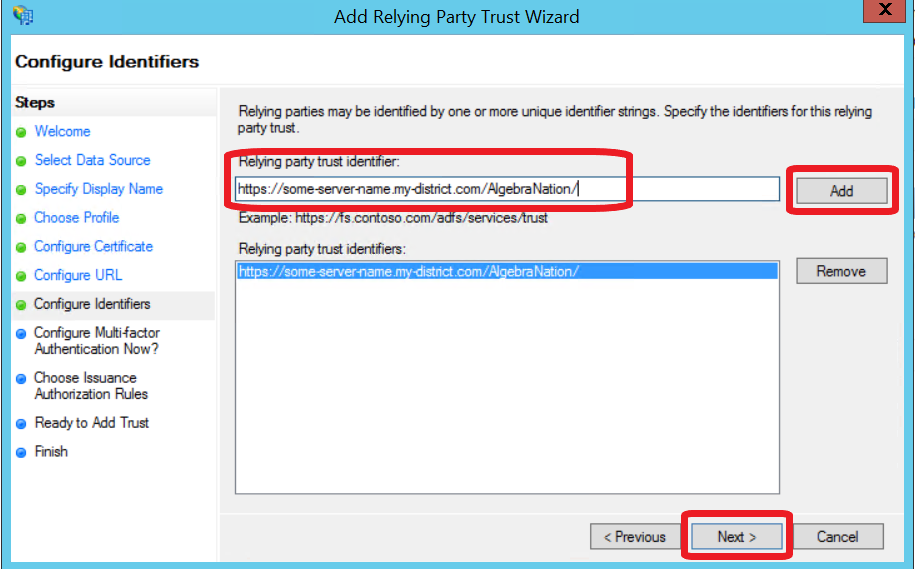 Add Relying Party Trust Wizard
X
Configure Identifiers
Steps
Welcome
Select Data Source
Specify Display Name
Choose Profile
Configure Certificate
Configure URL
Configure Identifiers
Configure Multi-factor
Authentication Now?
Choose Issuance
Authorization Rules
Ready to Add Trust
Finish
Relying parties may be identified by one or more unique identifier strings. Specify the identifiers for this relying
party trust.
Relying party trust identifier:
https://some-server-name.my-district.com/AlgebraNation/
Add
Example: https://fs.contoso.com/adfs/services/trust
Relying party trust identifiers:
https://some-server-name.my-district.com/AlgebraNation/
Remove
< Previous
Next >
Cancel